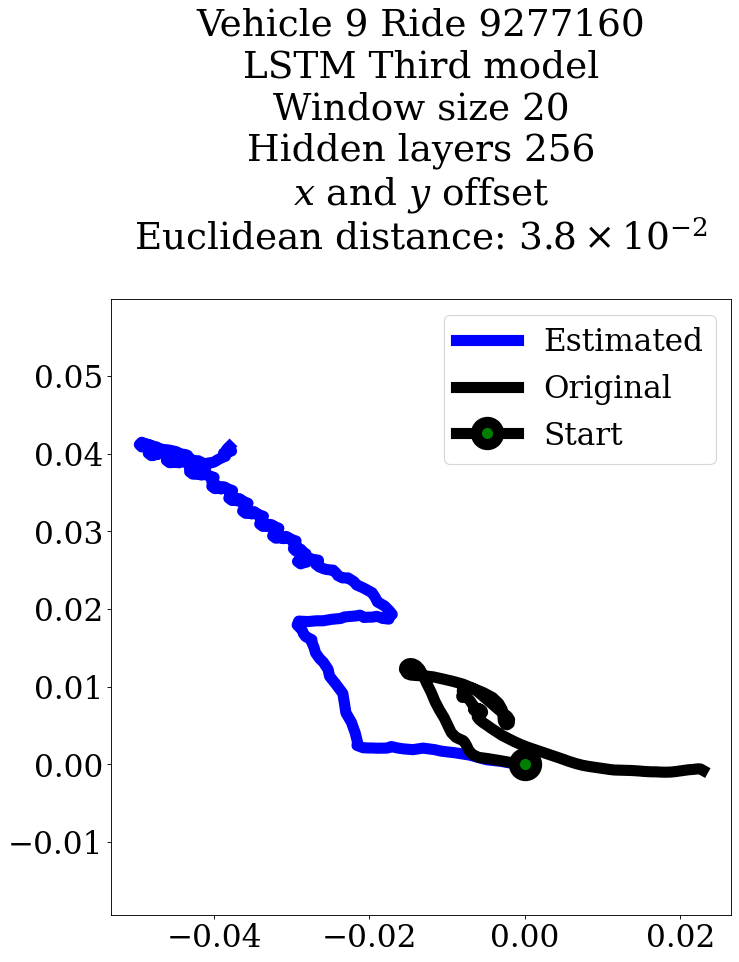 Vehicle 9 Ride 9277160
LSTM Third model
Window size 20
Hidden layers 256
x and y offset
Euclidean distance: 3.8 × 10⁻²
Estimated
Original
Start
0.05
0.04
0.03
0.02
0.01
0.00
−0.01
−0.04 −0.02 0.00 0.02